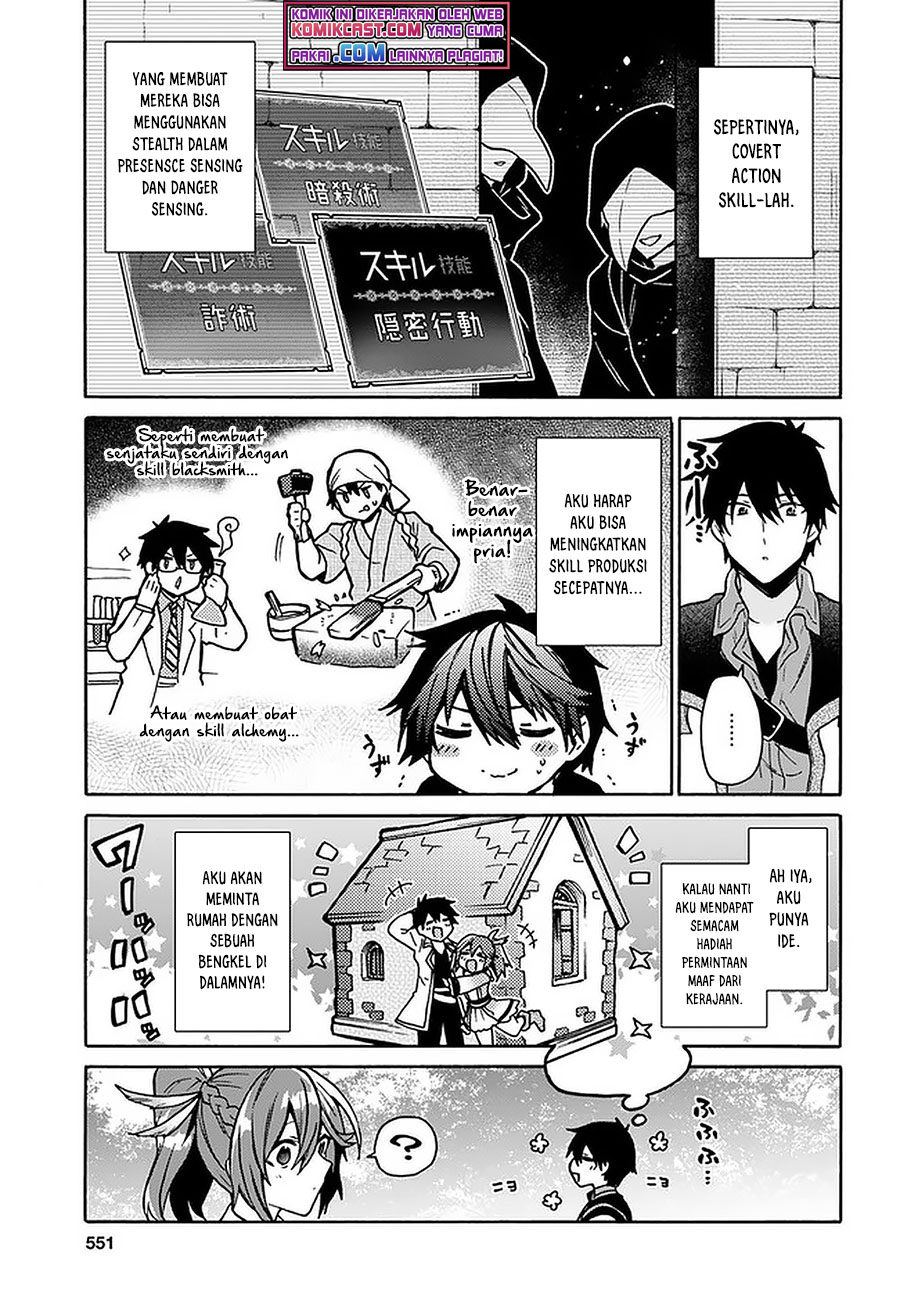 KOMIK INI DIKERJAKAN OLEH WEB
KOMIKCAST.COM YANG CUMA
PAKAI .COM LAINNYA PLAGIAT!
SEPERTINYA,
COVERT
ACTION
SKILL-LAH.
YANG MEMBUAT
MEREKA BISA
MENGGUNAKAN
STEALTH DALAM
PRESENSCE SENSING
DAN DANGER
SENSING.
スキル技能
暗殺術
スキル技能
詐術
スキル技能
隠密行動
ふぅー…
……
AKU HARAP
AKU BISA
MENINGKATKAN
SKILL PRODUKSI
SECEPATNYA...
Benar-
benar
impiannya
pria!
Seperti membuat
senjataku sendiri dengan
skill blacksmith...
Atau membuat obat
dengan skill alchemy...
うず
うず
AH IYA,
AKU
PUNYA
IDE.
KALAU NANTI
AKU MENDAPAT
SEMACAM
HADIAH
PERMINTAAN
MAAF DARI
KERAJAAN.
AKU AKAN
MEMINTA
RUMAH DENGAN
SEBUAH
BENGKEL DI
DALAMNYA!
ふふふ…
ニヨ
ニヨ
?
551